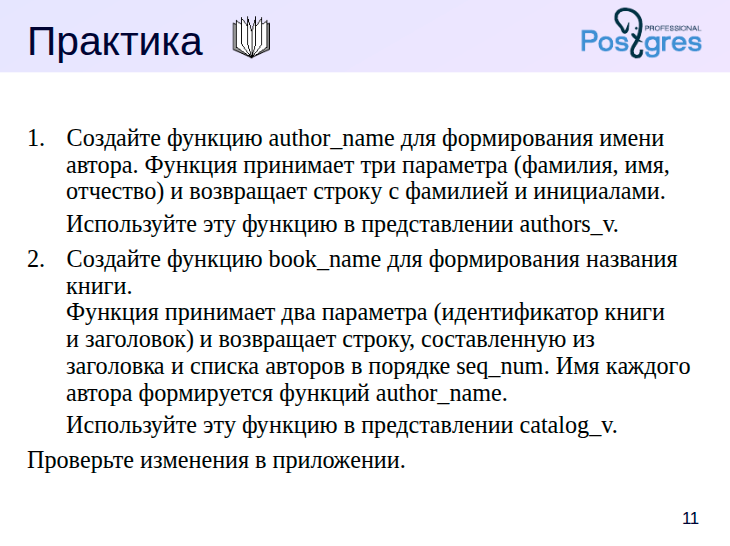 Практика
PROFESSIONAL
Postgres
1. Создайте функцию author_name для формирования имени
автора. Функция принимает три параметра (фамилия, имя,
отчество) и возвращает строку с фамилией и инициалами.
Используйте эту функцию в представлении authors_v.
2. Создайте функцию book_name для формирования названия
книги.
Функция принимает два параметра (идентификатор книги
и заголовок) и возвращает строку, составленную из
заголовка и списка авторов в порядке seq_num. Имя каждого
автора формируется функций author_name.
Используйте эту функцию в представлении catalog_v.
Проверьте изменения в приложении.
11